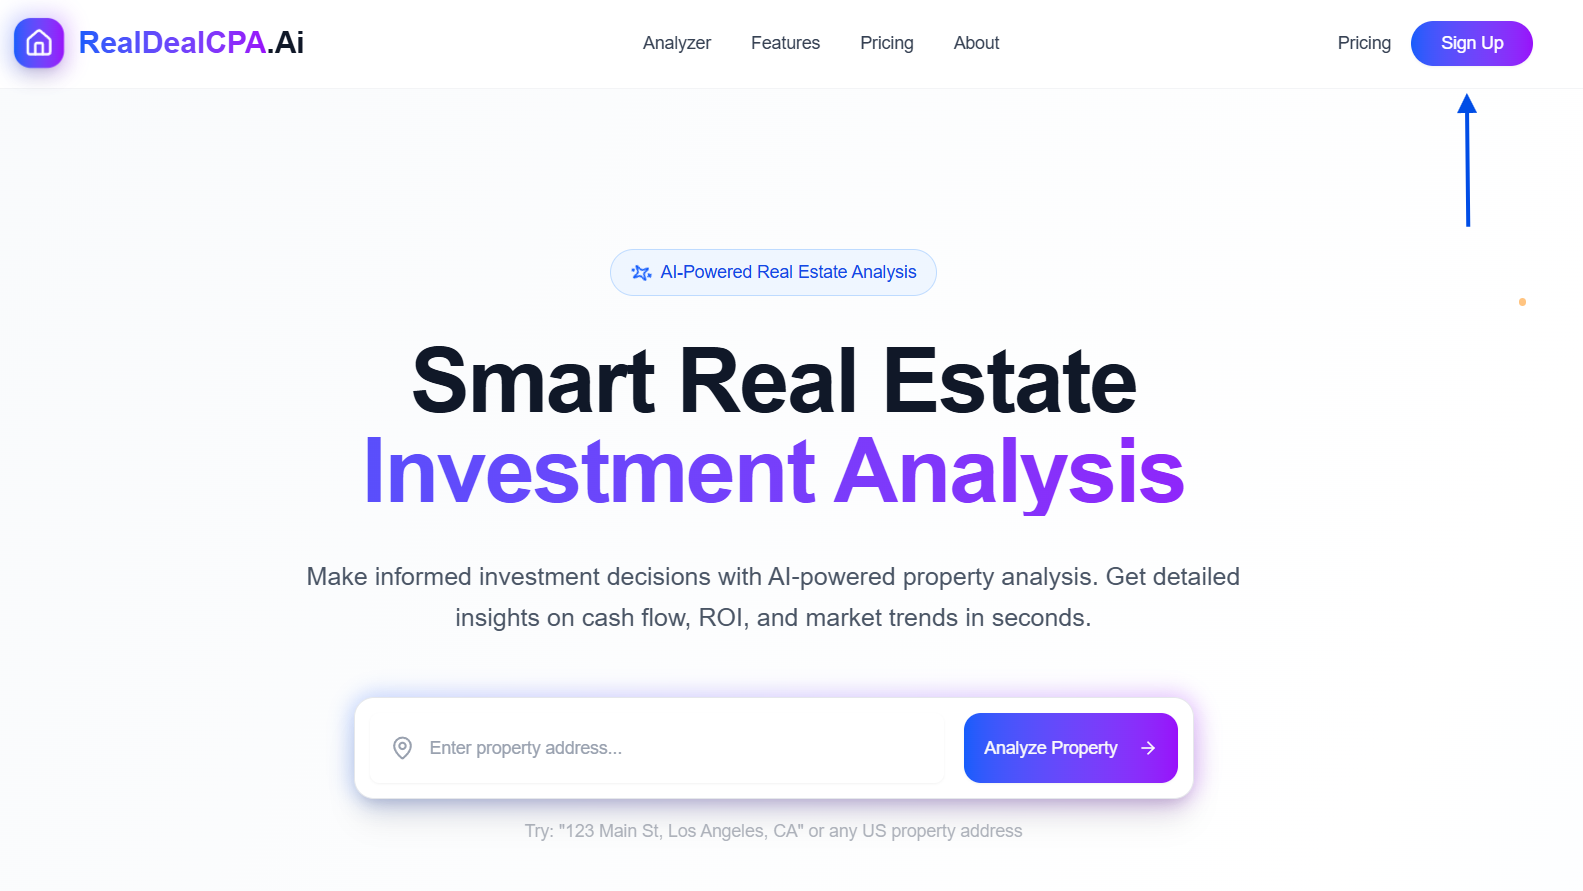 RealDealCPA.Ai
Analyzer Features Pricing About
Pricing Sign Up
AI-Powered Real Estate Analysis
Smart Real Estate
Investment Analysis
Make informed investment decisions with AI-powered property analysis. Get detailed
insights on cash flow, ROI, and market trends in seconds.
Enter property address...
Analyze Property
Try: "123 Main St, Los Angeles, CA" or any US property address